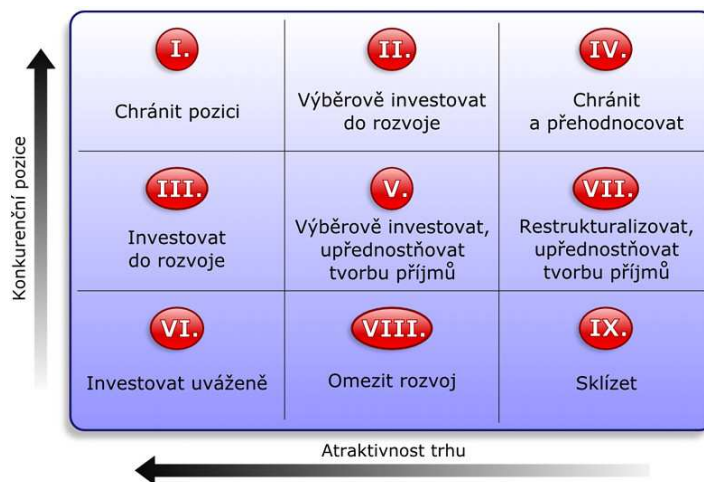 Konkurenční pozice
I.
Chránit pozici
II.
Výběrově investovat
do rozvoje
IV.
Chránit
a přehodnocovat
III.
Investovat
do rozvoje
V.
Výběrově investovat,
upřednostňovat
tvorbu příjmů
VII.
Restrukturalizovat,
upřednostňovat
tvorbu příjmů
VI.
Investovat uváženě
VIII.
Omezit rozvoj
IX.
Sklízet
Atraktivnost trhu